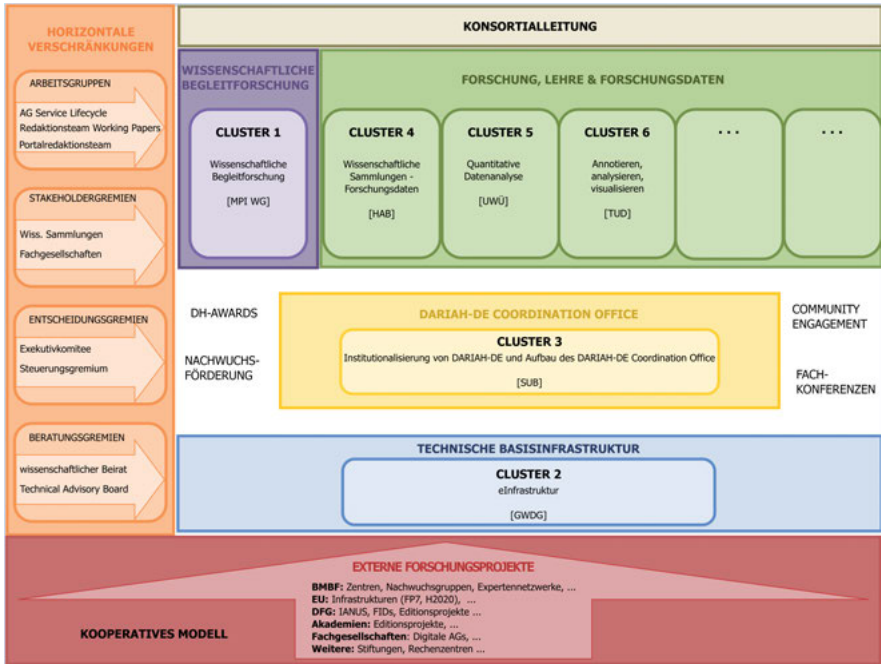 HORIZONTALE
VERSCHRÄNKUNGEN
ARBEITSGRUPPEN
AG Service Lifecycle
Redaktionsteam Working Papers
Portalredaktionsteam
STAKEHOLDERGREMIEN
Wiss. Sammlungen
Fachgesellschaften
ENTSCHEIDUNGSGREMIEN
Exekutivkomitee
Steuerungsgremium
BERATUNGSGREMIEN
wissenschaftlicher Beirat
Technical Advisory Board
KONSORTIALLEITUNG
WISSENSCHAFTLICHE
BEGLEITFORSCHUNG
CLUSTER 1
Wissenschaftliche
Begleitforschung
[MPI WG]
FORSCHUNG, LEHRE & FORSCHUNGSDATEN
CLUSTER 4
Wissenschaftliche
Sammlungen -
Forschungsdaten
[HAB]
CLUSTER 5
Quantitative
Datenanalyse
[UWÜ]
CLUSTER 6
Annotieren,
analysieren,
visualisieren
[TUD]
...
...
DH-AWARDS
NACHWUCHS-
FÖRDERUNG
DARIAH-DE COORDINATION OFFICE
CLUSTER 3
Institutionalisierung von DARIAH-DE und Aufbau des DARIAH-DE Coordination Office
[SUB]
COMMUNITY
ENGAGEMENT
FACH-
KONFERENZEN
TECHNISCHE BASISINFRASTRUKTUR
CLUSTER 2
eInfrastruktur
[GWDG]
EXTERNE FORSCHUNGSPROJEKTE
BMBF: Zentren, Nachwuchsgruppen, Expertennetzwerke, ...
EU: Infrastrukturen (FP7, H2020), ...
DFG: IANUS, FIDs, Editionsprojekte ...
Akademien: Editionsprojekte, ...
Fachgesellschaften: Digitale AGs, ...
Weitere: Stiftungen, Rechenzentren ...
KOOPERATIVES MODELL